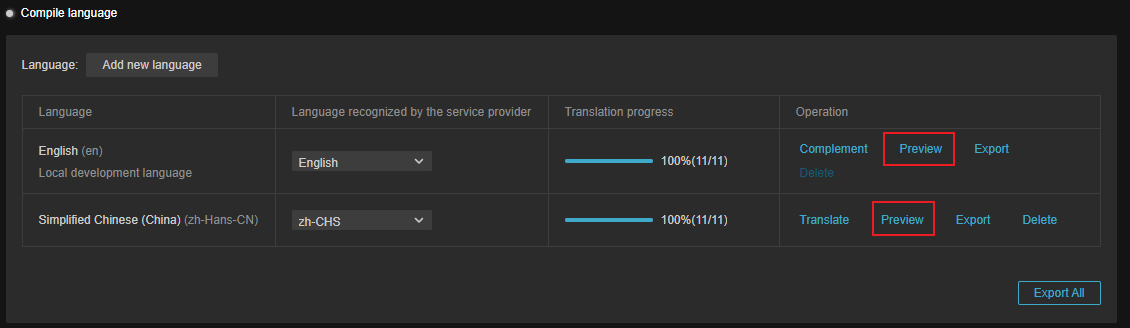 Compile language
Language: Add new language
Language Language recognized by the service provider Translation progress Operation
English (en) English 100%(11/11) Complement Preview Export
Local development language Delete
Simplified Chinese (China) (zh-Hans-CN) zh-CHS 100%(11/11) Translate Preview Export Delete
Export All